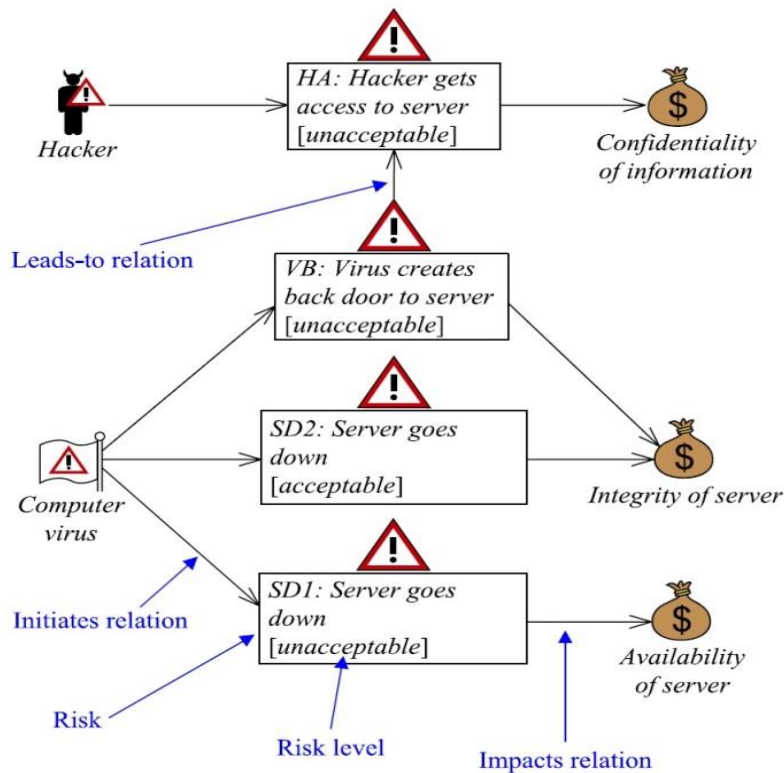 HA: Hacker gets
access to server
[unacceptable]
Hacker
$
Confidentiality
of information
Leads-to relation
VB: Virus creates
back door to server
[unacceptable]
SD2: Server goes
down
[acceptable]
Computer
virus
$
Integrity of server
Initiates relation
SD1: Server goes
down
[unacceptable]
$
Availability
of server
Risk
Risk level
Impacts relation